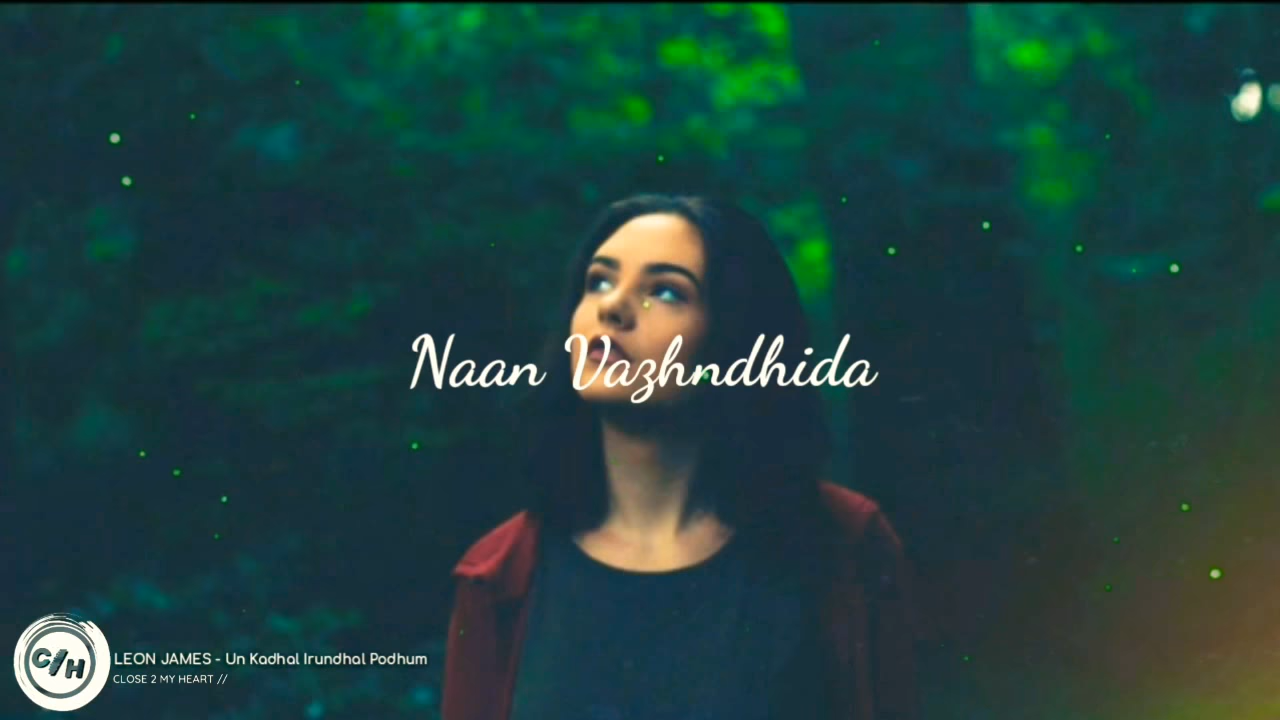 Naan Vazhndhida
C/H
LEON JAMES - Un Kadhal Irundhal Podhum
CLOSE 2 MY HEART //